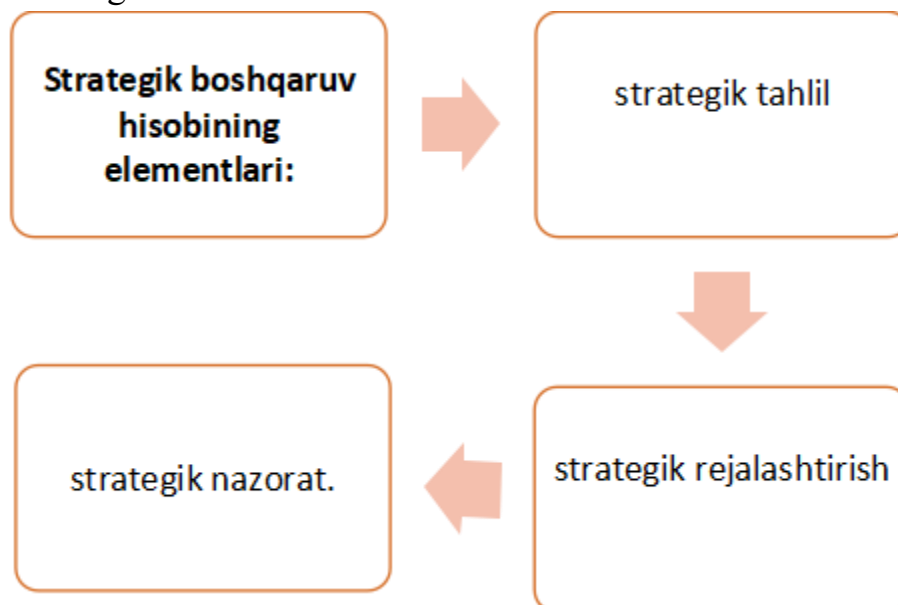 Strategik boshqaruv
hisobining
elementlari:
strategik tahlil
strategik rejalashtirish
strategik nazorat.